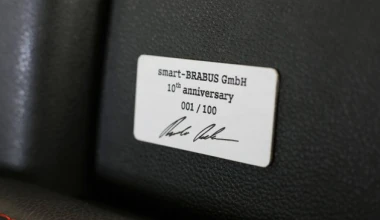 smart-BRABUS GmbH
10th anniversary
001 / 100